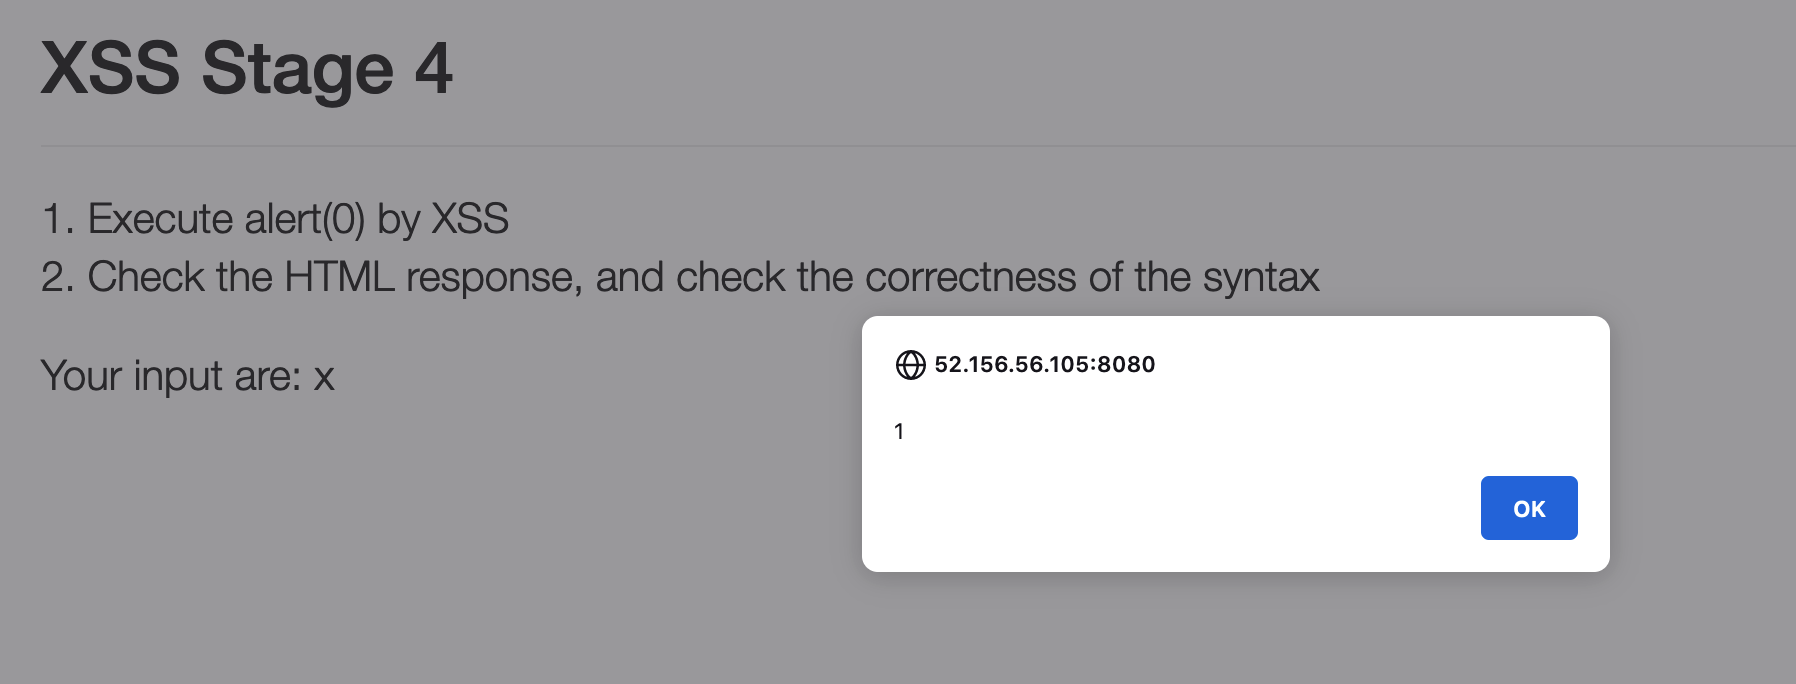 XSS Stage 4
1. Execute alert(0) by XSS
2. Check the HTML response, and check the correctness of the syntax
52.156.56.105:8080
Your input are: x
1
OK